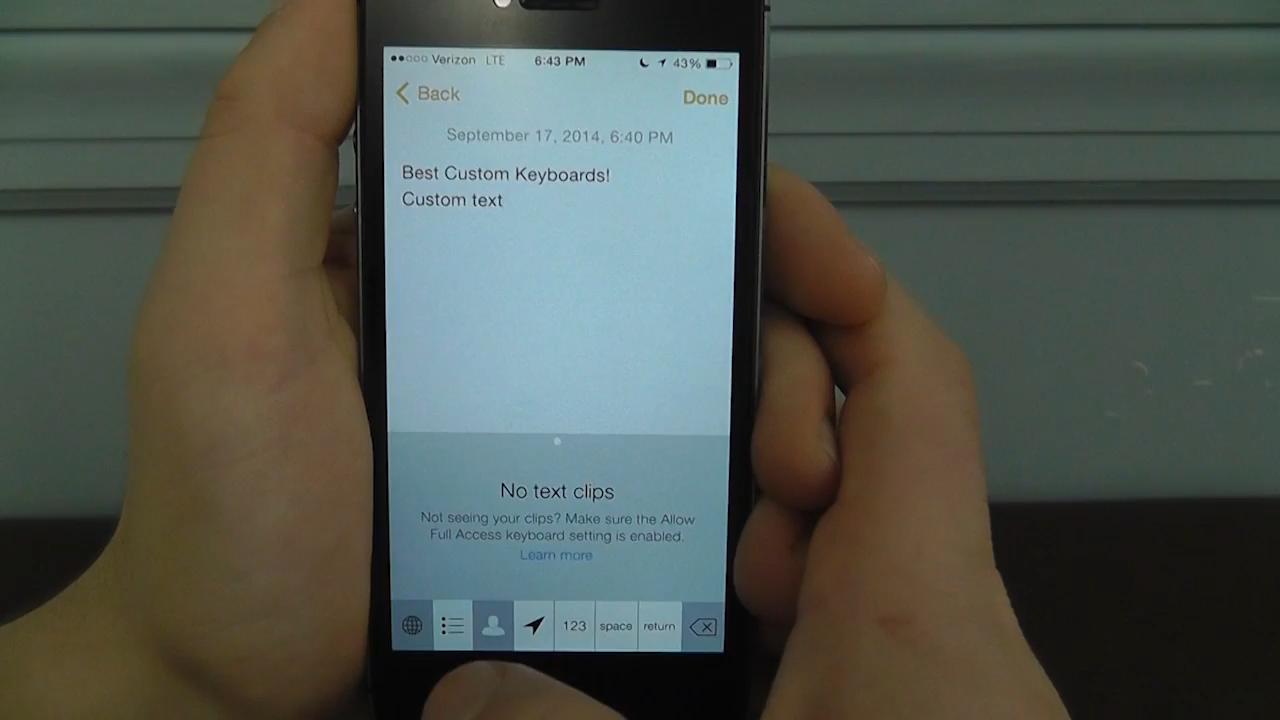 Verizon LTE 6:43 PM 43%
Back Done
September 17, 2014, 6:40 PM
Best Custom Keyboards!
Custom text
No text clips
Not seeing your clips? Make sure the Allow
Full Access keyboard setting is enabled.
Learn more
123 space return